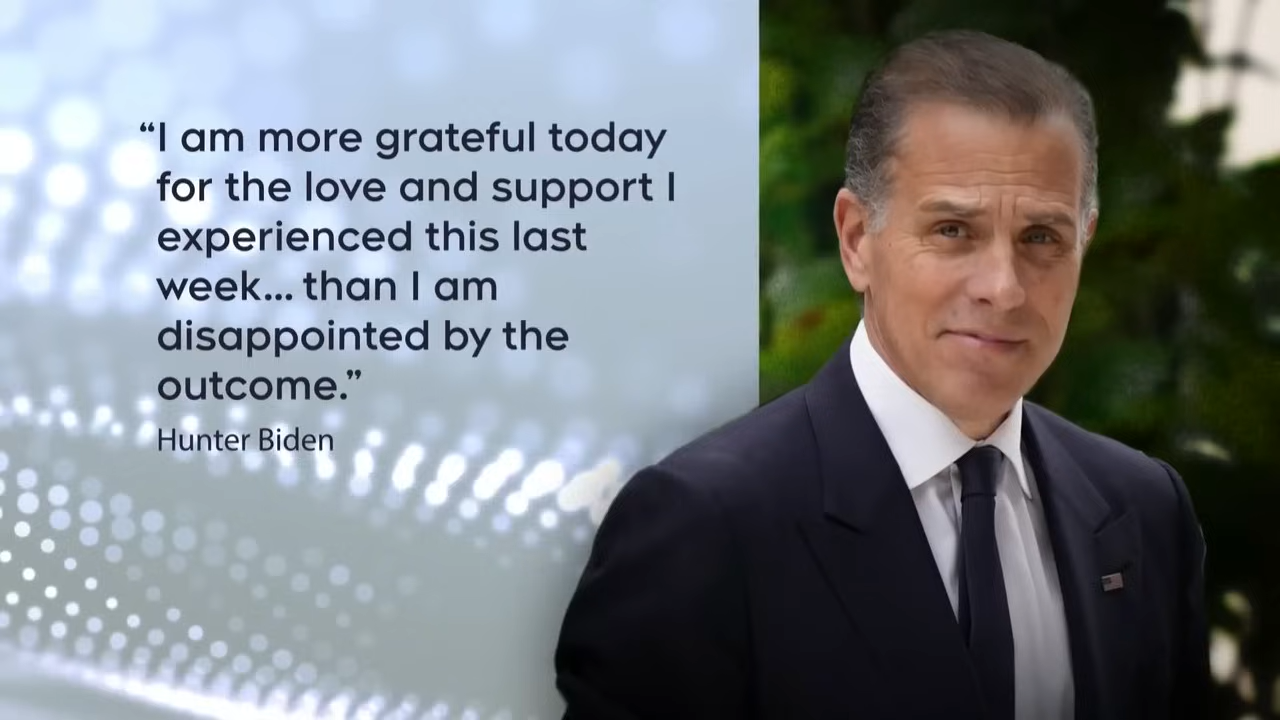 “I am more grateful today
for the love and support I
experienced this last
week... than I am
disappointed by the
outcome.”
Hunter Biden